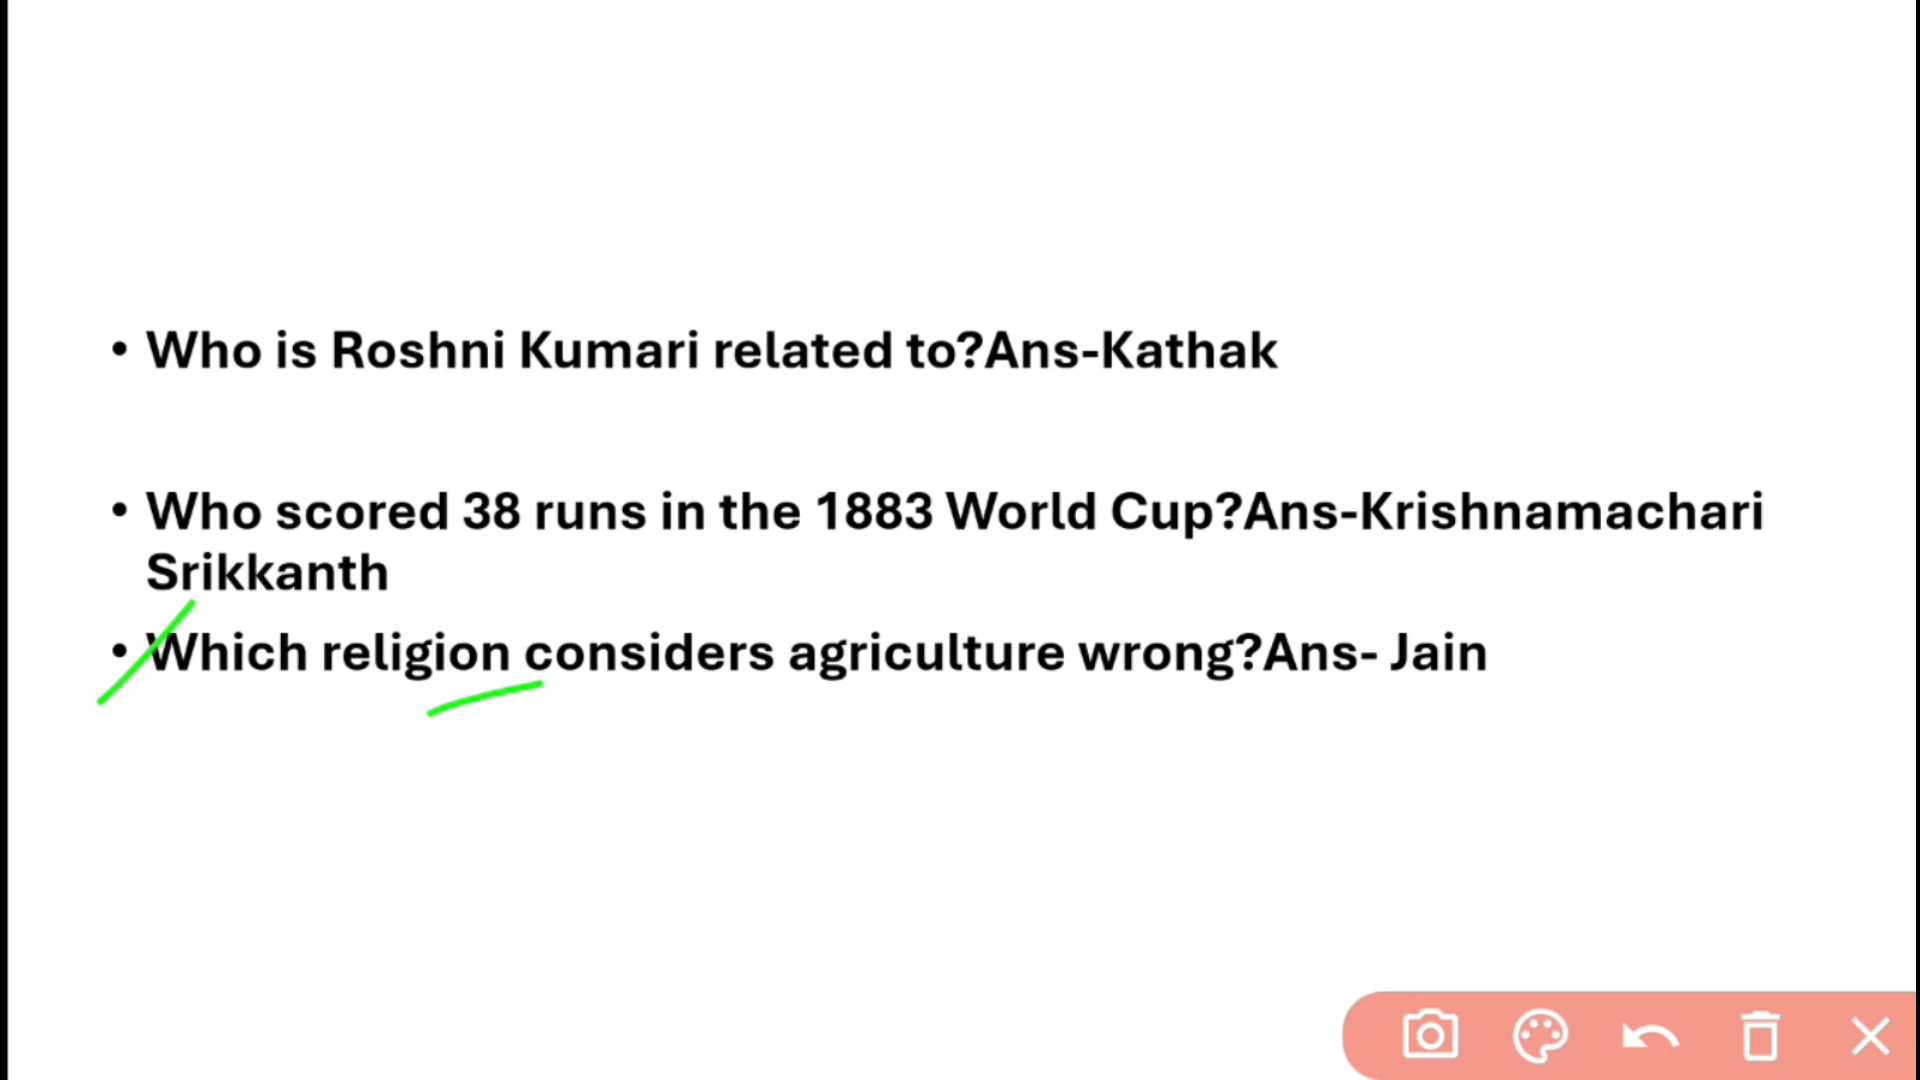 • Who is Roshni Kumari related to?Ans-Kathak
• Who scored 38 runs in the 1883 World Cup?Ans-Krishnamachari
Srikkanth
• Which religion considers agriculture wrong?Ans- Jain